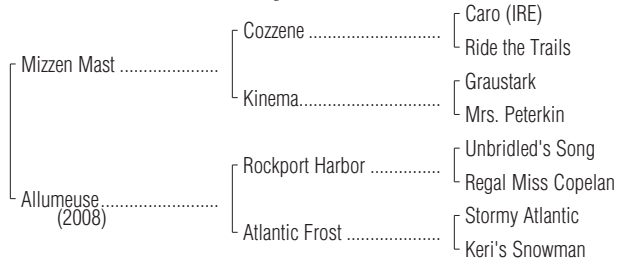 Caro (IRE)
Cozzene ......................
Ride the Trails
Mizzen Mast .....................
Graustark
Kinema..............................
Mrs. Peterkin
Unbridled's Song
Rockport Harbor ...............
Regal Miss Copelan
Allumeuse.........................
(2008)
Stormy Atlantic
Atlantic Frost ....................
Keri's Snowman